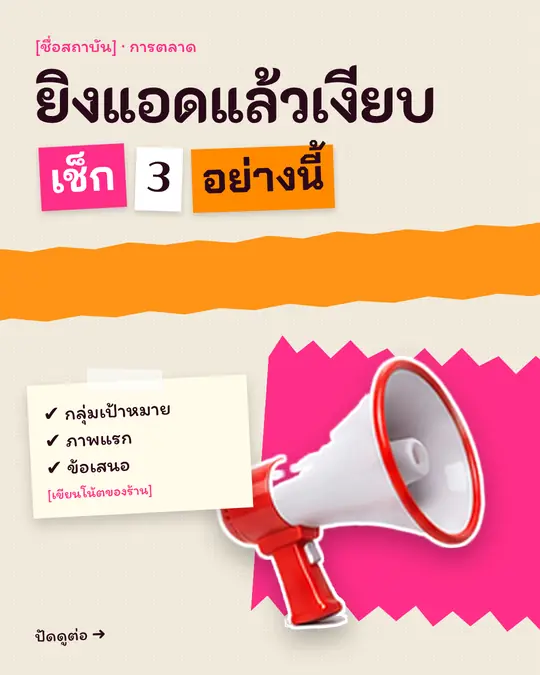 [ชื่อสถาบัน] · การตลาด
ยิงแอดแล้วเงียบ
เช็ก 3 อย่างนี้
✔ กลุ่มเป้าหมาย
✔ ภาพแรก
✔ ข้อเสนอ
[เขียนโน้ตของร้าน]
ปัดดูต่อ ➜